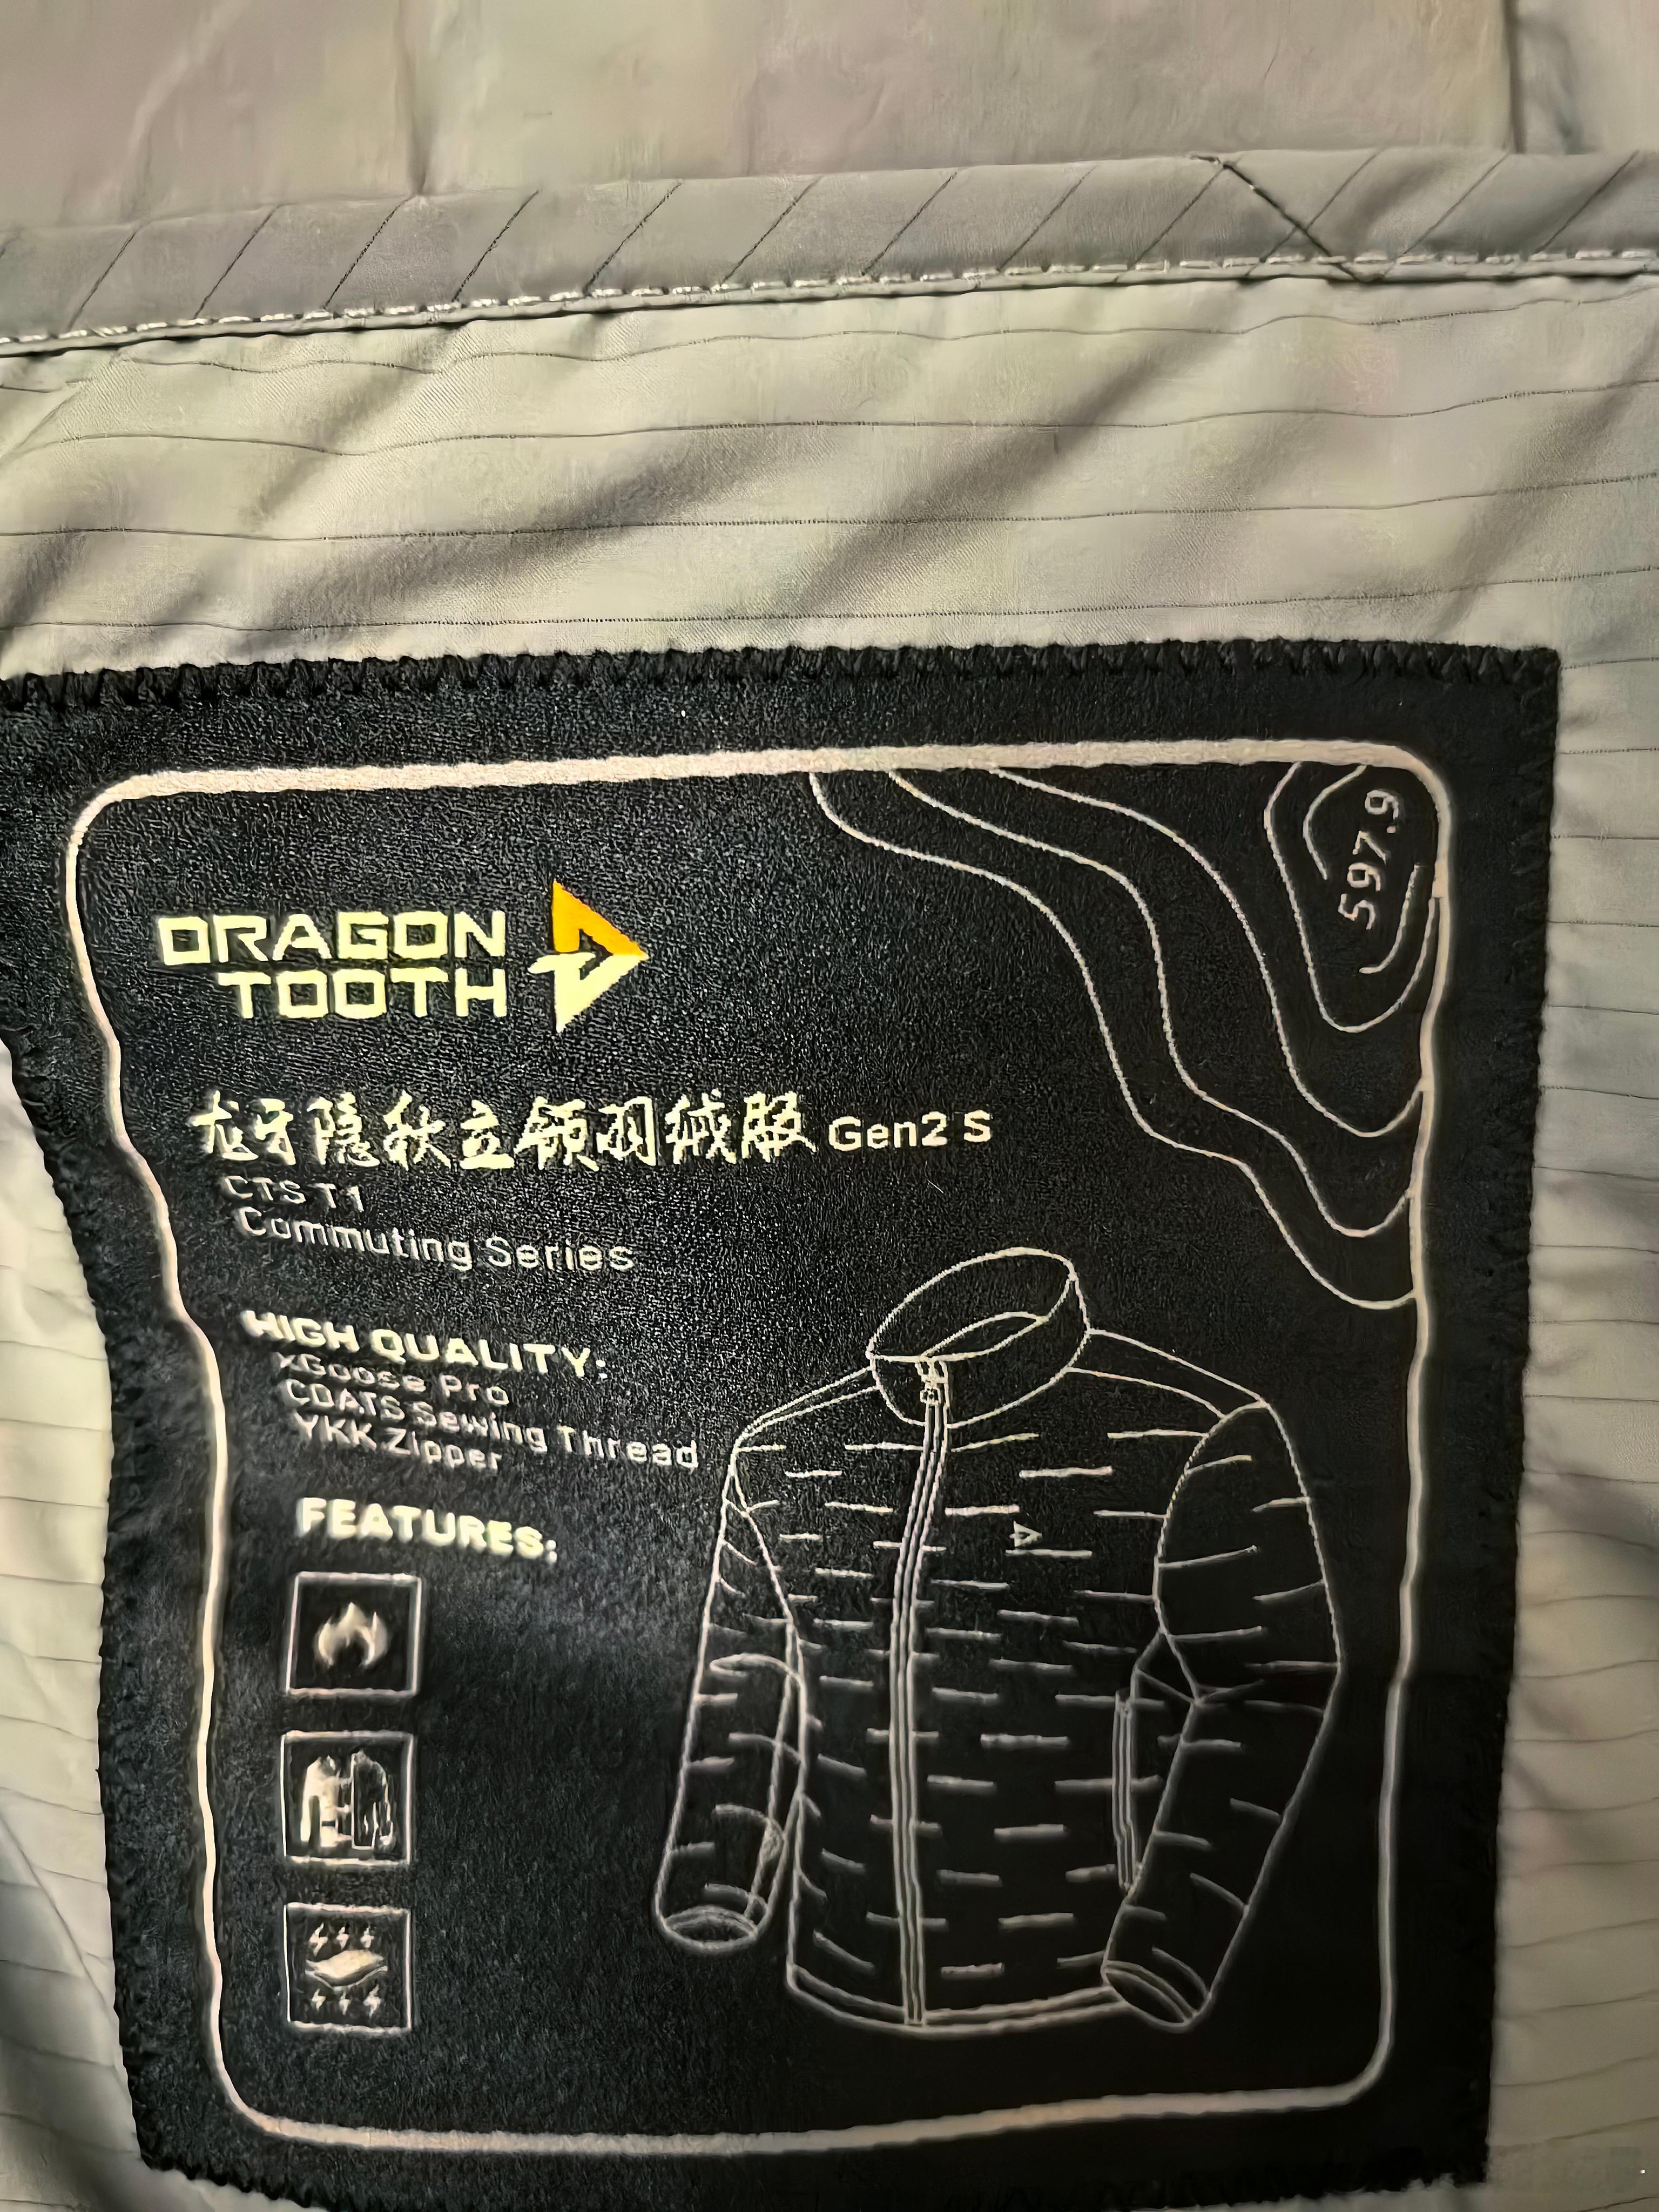 597.9
DRAGON
TOOTH
龙牙隐秋立领羽绒服 Gen2 S
CTS T1
Commuting Series
HIGH QUALITY:
XGoose Pro
COATS Sewing Thread
YKK Zipper
FEATURES: